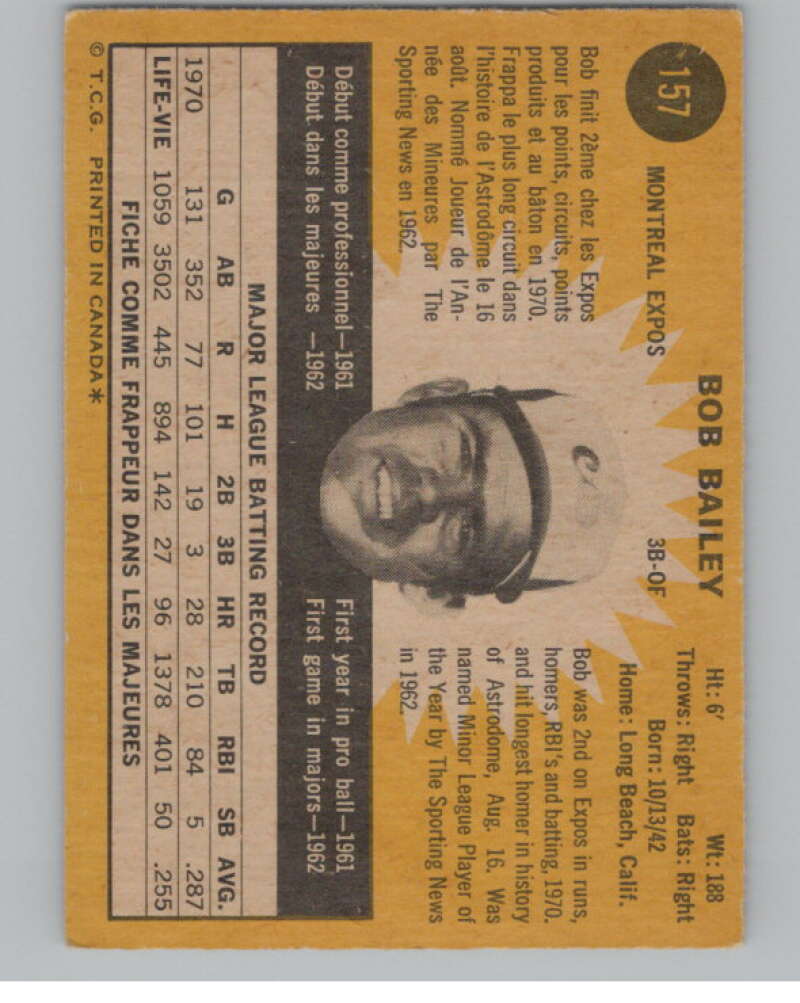 157
BOB BAILEY
MONTREAL EXPOS 3B-OF
Ht: 6' Wt: 188
Throws: Right Bats: Right
Born: 10/13/42
Home: Long Beach, Calif.
Bob finit 2ème chez les Expos
pour les points, circuits, points
produits et au bâton en 1970.
Frappa le plus long circuit dans
l'histoire de l'Astrodôme le 16
août. Nommé Joueur de l'An-
née des Mineures par The
Sporting News en 1962.
Bob was 2nd on Expos in runs,
homers, RBI's and batting, 1970.
and hit longest homer in history
of Astrodome, Aug. 16. Was
named Minor League Player of
the Year by The Sporting News
in 1962.
Début comme professionnel—1961
Début dans les majeures —1962
First year in pro ball—1961
First game in majors—1962
MAJOR LEAGUE BATTING RECORD
G AB R H 2B 3B HR TB RBI SB AVG.
1970 131 352 77 101 19 3 28 210 84 5 .287
LIFE-VIE 1059 3502 445 894 142 27 96 1378 401 50 .255
FICHE COMME FRAPPEUR DANS LES MAJEURES
© T.C.G. PRINTED IN CANADA*